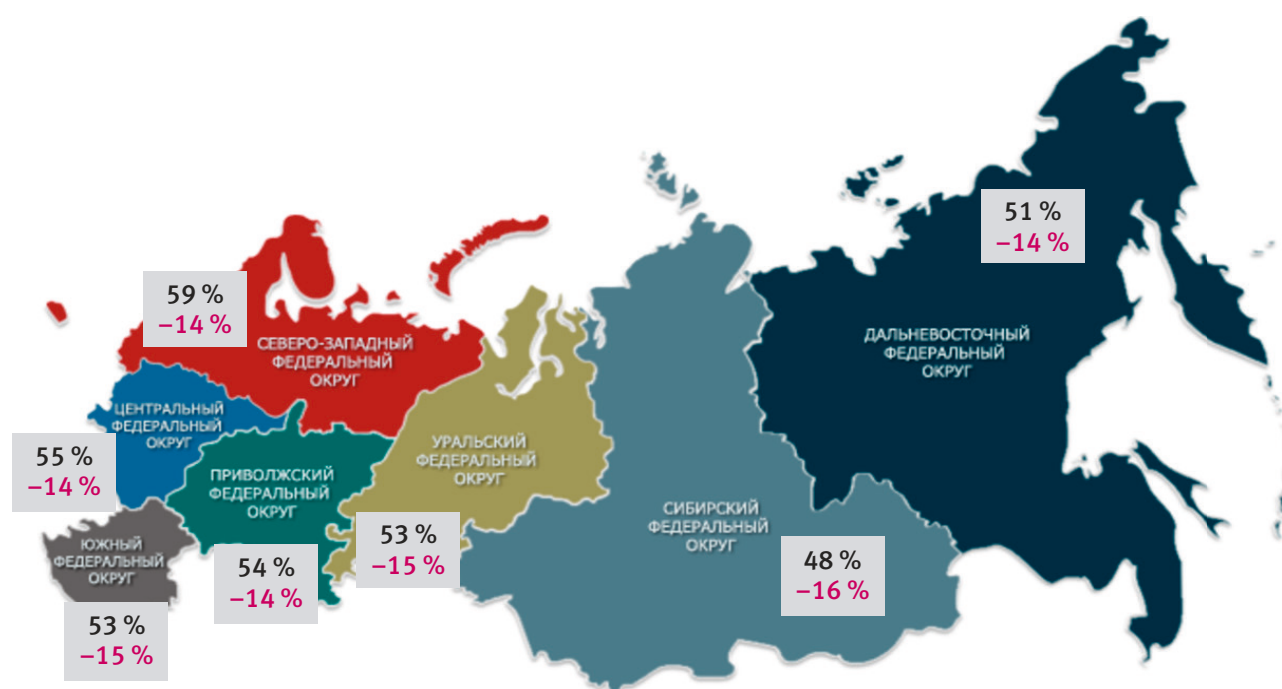 51 %
–14 %
59 %
–14 %
СЕВЕРО-ЗАПАДНЫЙ
ФЕДЕРАЛЬНЫЙ
ОКРУГ
ДАЛЬНЕВОСТОЧНЫЙ
ФЕДЕРАЛЬНЫЙ
ОКРУГ
ЦЕНТРАЛЬНЫЙ
ФЕДЕРАЛЬНЫЙ
ОКРУГ
55 %
–14 %
УРАЛЬСКИЙ
ФЕДЕРАЛЬНЫЙ
ОКРУГ
ПРИВОЛЖСКИЙ
ФЕДЕРАЛЬНЫЙ
ОКРУГ
СИБИРСКИЙ
ФЕДЕРАЛЬНЫЙ
ОКРУГ
53 %
–15 %
ЮЖНЫЙ
ФЕДЕРАЛЬНЫЙ
ОКРУГ
54 %
–14 %
48 %
–16 %
53 %
–15 %